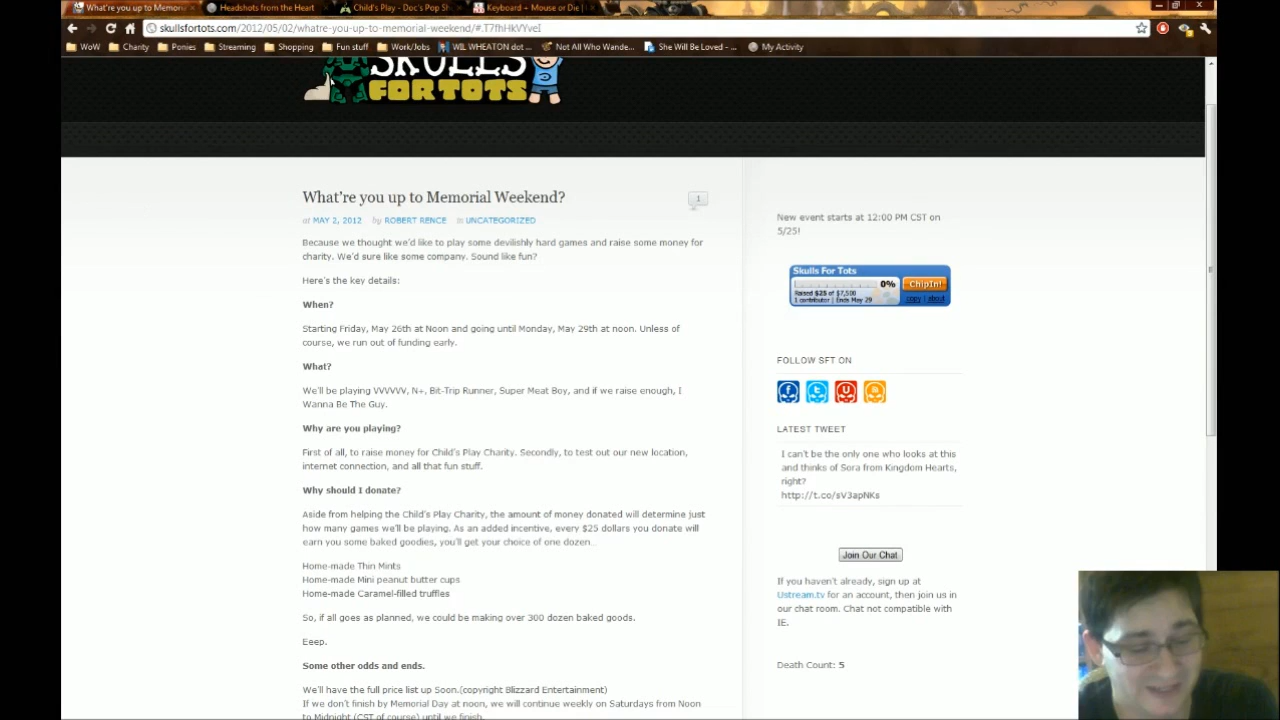 What're you up to Memori
Headshots from the Heart
Child's Play - Doc's Pop Sh
Keyboard + Mouse or Die |
skullsfortots.com/2012/05/02/whatre-you-up-to-memorial-weekend/#.T7fhHkVYveI
WoW Charity Ponies Streaming Shopping Fun stuff Work/Jobs WIL WHEATON dot ... Not All Who Wande... She Will Be Loved - ... My Activity
SKULLS
FOR TOTS
What're you up to Memorial Weekend?
1
at MAY 2, 2012 by ROBERT RENCE in UNCATEGORIZED
Because we thought we'd like to play some devilishly hard games and raise some money for
charity. We'd sure like some company. Sound like fun?
Here's the key details:
When?
Starting Friday, May 26th at Noon and going until Monday, May 29th at noon. Unless of
course, we run out of funding early.
What?
We'll be playing VVVVVV, N+, Bit-Trip Runner, Super Meat Boy, and if we raise enough, I
Wanna Be The Guy.
Why are you playing?
First of all, to raise money for Child's Play Charity. Secondly, to test out our new location,
internet connection, and all that fun stuff.
Why should I donate?
Aside from helping the Child's Play Charity, the amount of money donated will determine just
how many games we'll be playing. As an added incentive, every $25 dollars you donate will
earn you some baked goodies, you'll get your choice of one dozen...
Home-made Thin Mints
Home-made Mini peanut butter cups
Home-made Caramel-filled truffles
So, if all goes as planned, we could be making over 300 dozen baked goods.
Eeep.
Some other odds and ends.
We'll have the full price list up Soon.(copyright Blizzard Entertainment)
If we don't finish by Memorial Day at noon, we will continue weekly on Saturdays from Noon
to Midnight (CST of course) until we finish.
New event starts at 12:00 PM CST on
5/25!
Skulls For Tots
0%
ChipIn!
Raised $25 of $7,500
1 contributor | Ends May 29
copy | about
FOLLOW SFT ON
LATEST TWEET
I can't be the only one who looks at this
and thinks of Sora from Kingdom Hearts,
right?
http://t.co/sV3apNKs
Join Our Chat
If you haven't already, sign up at
Ustream.tv for an account, then join us in
our chat room. Chat not compatible with
IE.
Death Count: 5